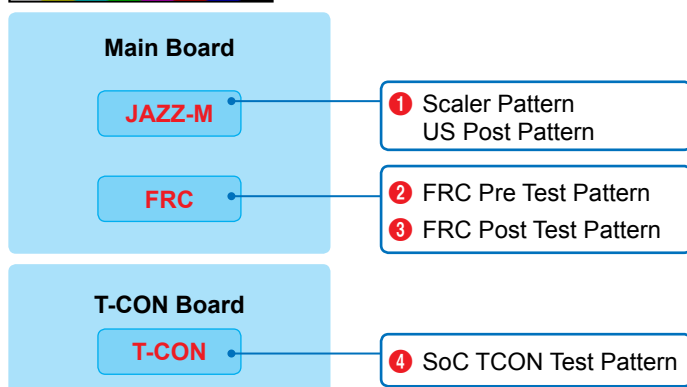 Main Board
JAZZ-M
1 Scaler Pattern
US Post Pattern
FRC
2 FRC Pre Test Pattern
3 FRC Post Test Pattern
T-CON Board
T-CON
4 SoC TCON Test Pattern